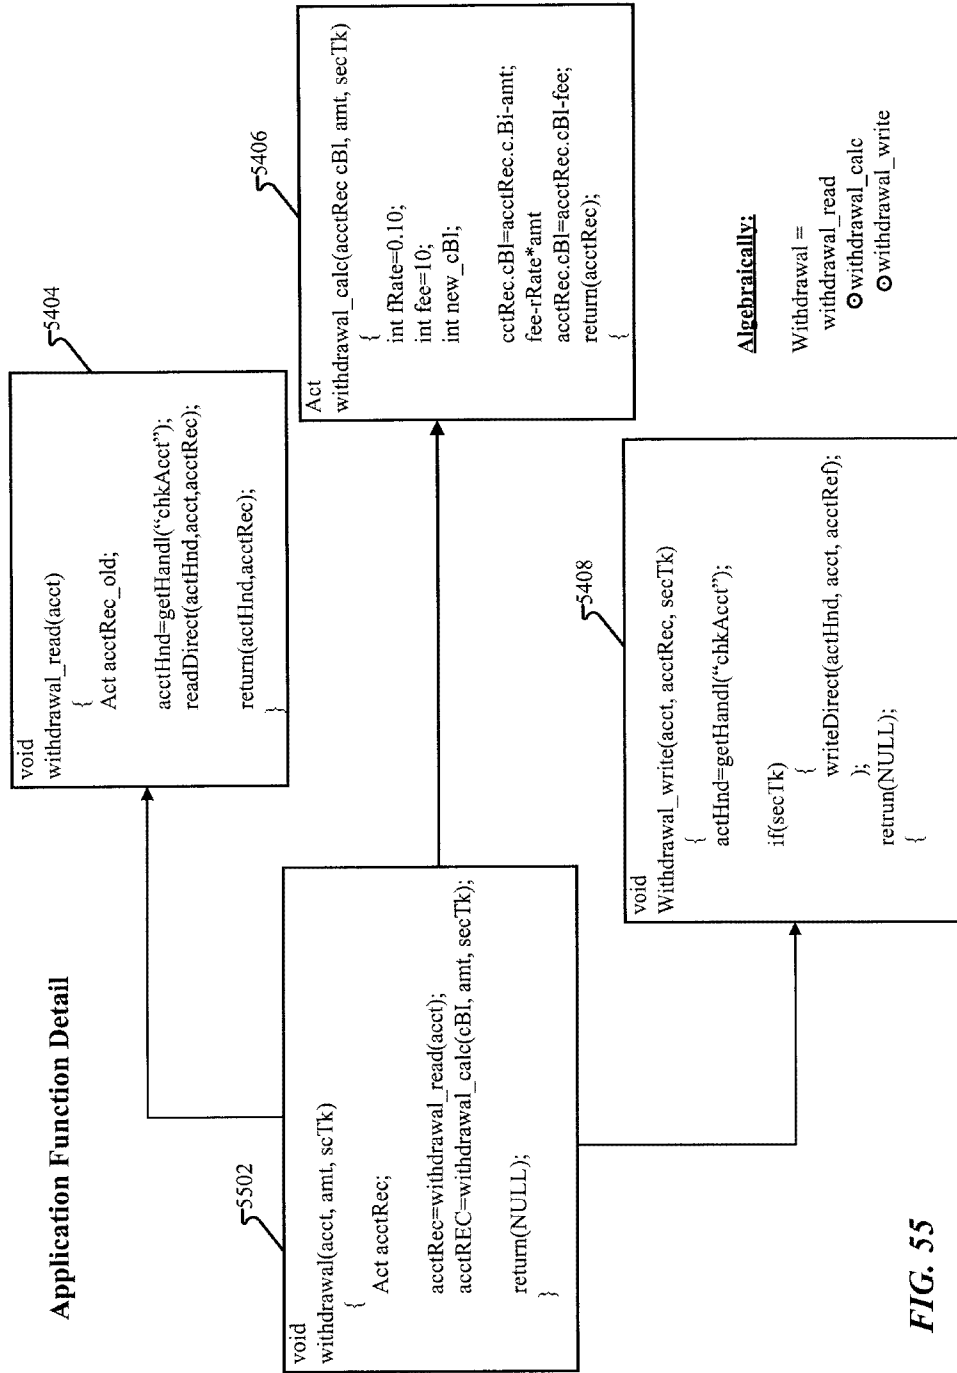 Application Function Detail
5502
void
withdrawal(acct, amt, scTk)
{
Act acctRec;
acctRec=withdrawal_read(acct);
acctREC=withdrawal_calc(cBI, amt, secTk);
return(NULL);
}
5404
void
withdrawal_read(acct)
{
Act acctRec_old;
acctHnd=getHandl(“chkAcct”);
readDirect(actHnd,acct,acctRec);
return(actHnd,acctRec);
}
5406
Act
withdrawal_calc(acctRec cBl, amt, secTk)
{
int fRate=0.10;
int fee=10;
int new_cBl;
cctRec.cBl=acctRec.c.Bi-amt;
fee-rRate*amt
acctRec.cBl=acctRec.cBl-fee;
return(acctRec);
{
5408
void
Withdrawal_write(acct, acctRec, secTk)
{
actHnd=getHandl(“chkAcct”);
if(secTk)
{
writeDirect(actHnd, acct, acctRef);
);
retrun(NULL);
{
Algebraically:
Withdrawal =
withdrawal_read
⊙withdrawal_calc
⊙withdrawal_write
FIG. 55